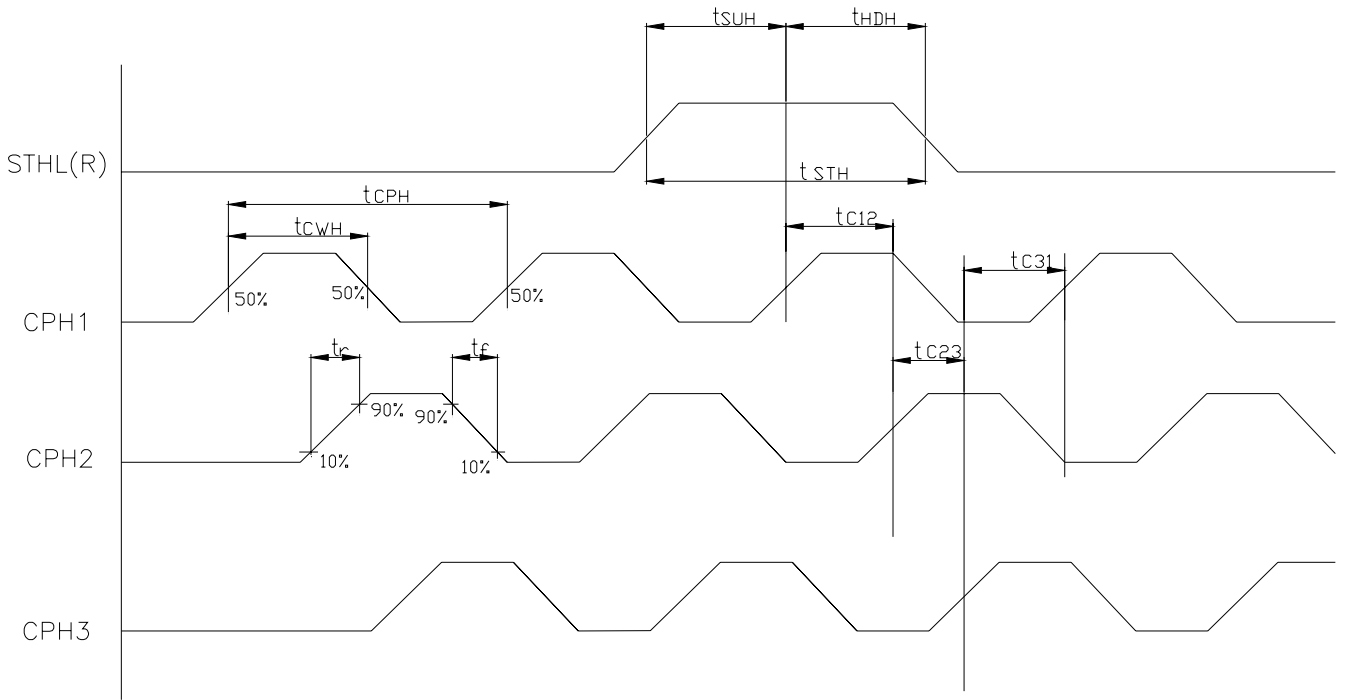 tSUH
tHDH
STHL(R)
tSTH
tCPH
tCWH
tC12
tC31
50%
50%
50%
CPH1
tr
tf
tC23
90%
90%
CPH2
10%
10%
CPH3